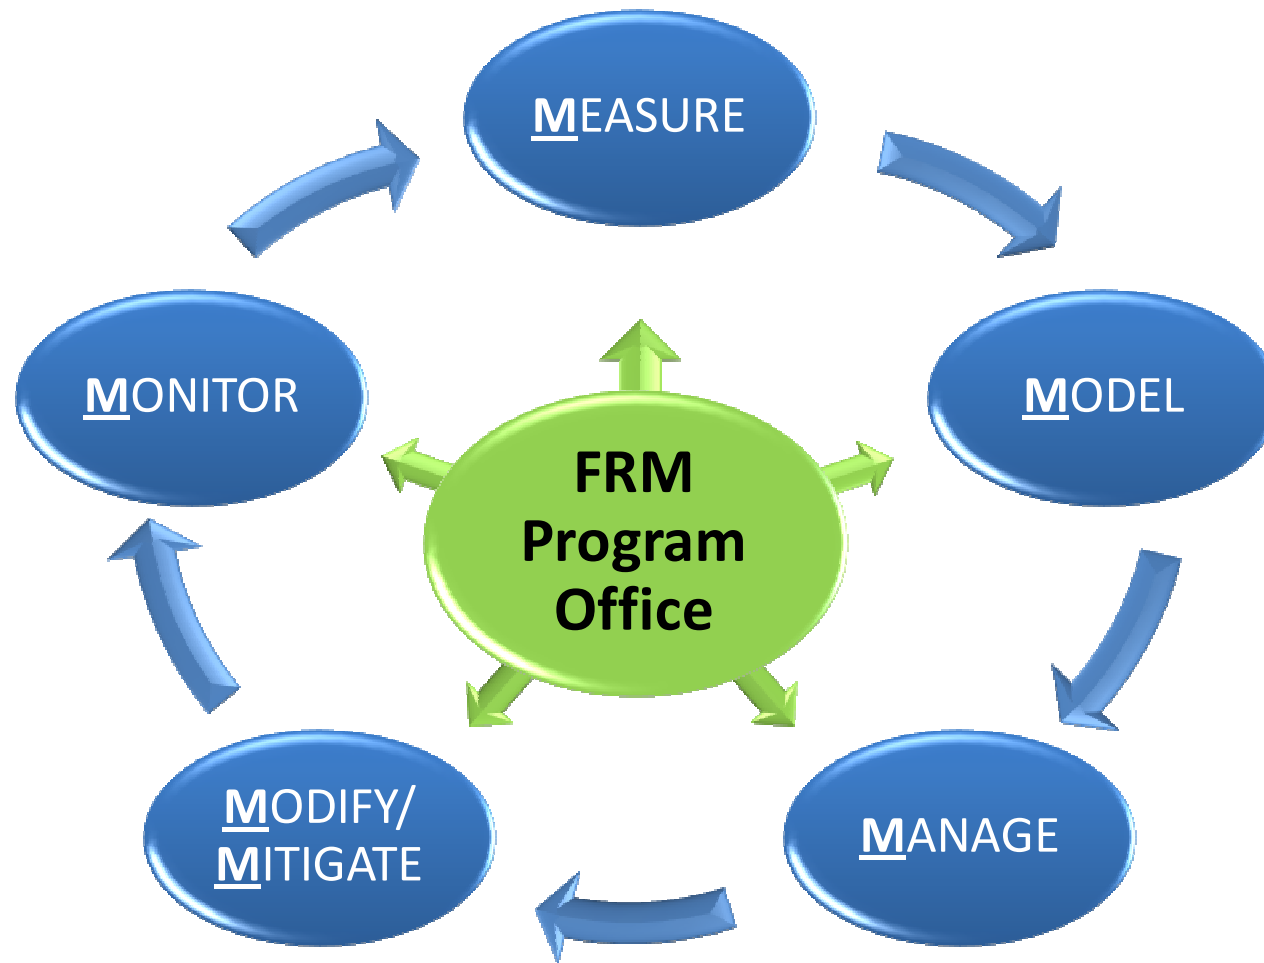 MEASURE
MONITOR
MODEL
FRM
Program
Office
MODIFY/
MITIGATE
MANAGE